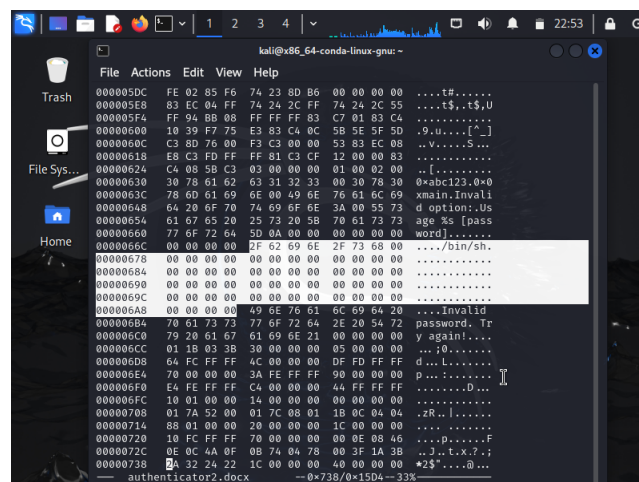 1 2 3 4 22:53 G
kali@x86_64-conda-linux-gnu: ~
File Actions Edit View Help
Trash
File Sys...
Home
000005DC FE 02 85 F6 74 23 8D B6 00 00 00 00 ....t#......
000005E8 83 EC 04 FF 74 24 2C FF 74 24 2C 55 ....t$,.t$,U
000005F4 FF 94 BB 08 FF FF FF 83 C7 01 83 C4 ............
00000600 10 39 F7 75 E3 83 C4 0C 5B 5E 5F 5D .9.u....[^_]
0000060C C3 8D 76 00 F3 C3 00 00 53 83 EC 08 ..v.....S...
00000618 E8 C3 FD FF FF 81 C3 CF 12 00 00 83 ............
00000624 C4 08 5B C3 03 00 00 00 01 00 02 00 ..[.........
00000630 30 78 61 62 63 31 32 33 00 30 78 30 0xabc123.0×0
0000063C 78 6D 61 69 6E 00 49 6E 76 61 6C 69 xmain.Invali
00000648 64 20 6F 70 74 69 6F 6E 3A 00 55 73 d option:.Us
00000654 61 67 65 20 25 73 20 5B 70 61 73 73 age %s [pass
00000660 77 6F 72 64 5D 0A 00 00 00 00 00 00 word].......
0000066C 00 00 00 00 2F 62 69 6E 2F 73 68 00 ..../bin/sh.
00000678 00 00 00 00 00 00 00 00 00 00 00 00 ............
00000684 00 00 00 00 00 00 00 00 00 00 00 00 ............
00000690 00 00 00 00 00 00 00 00 00 00 00 00 ............
0000069C 00 00 00 00 00 00 00 00 00 00 00 00 ............
000006A8 00 00 00 00 49 6E 76 61 6C 69 64 20 ....Invalid
000006B4 70 61 73 73 77 6F 72 64 2E 20 54 72 password. Tr
000006C0 79 20 61 67 61 69 6E 21 00 00 00 00 y again!....
000006CC 01 1B 03 3B 30 00 00 00 05 00 00 00 ...;0.......
000006D8 64 FC FF FF 4C 00 00 00 DF FD FF FF d...L.......
000006E4 70 00 00 00 3A FE FF FF 90 00 00 00 p...:.......
000006F0 E4 FE FF FF C4 00 00 00 44 FF FF FF ........D...
000006FC 10 01 00 00 14 00 00 00 00 00 00 00 ............
00000708 01 7A 52 00 01 7C 08 01 1B 0C 04 04 .zR..|......
00000714 88 01 00 00 20 00 00 00 1C 00 00 00 .... .......
00000720 10 FC FF FF 70 00 00 00 00 0E 08 46 ....p......F
0000072C 0E 0C 4A 0F 0B 74 04 78 00 3F 1A 3B ..J..t.x.?.;
00000738 2A 32 24 22 1C 00 00 00 40 00 00 00 *2$"....@...
authenticator2.docx --0×738/0×15D4--33%